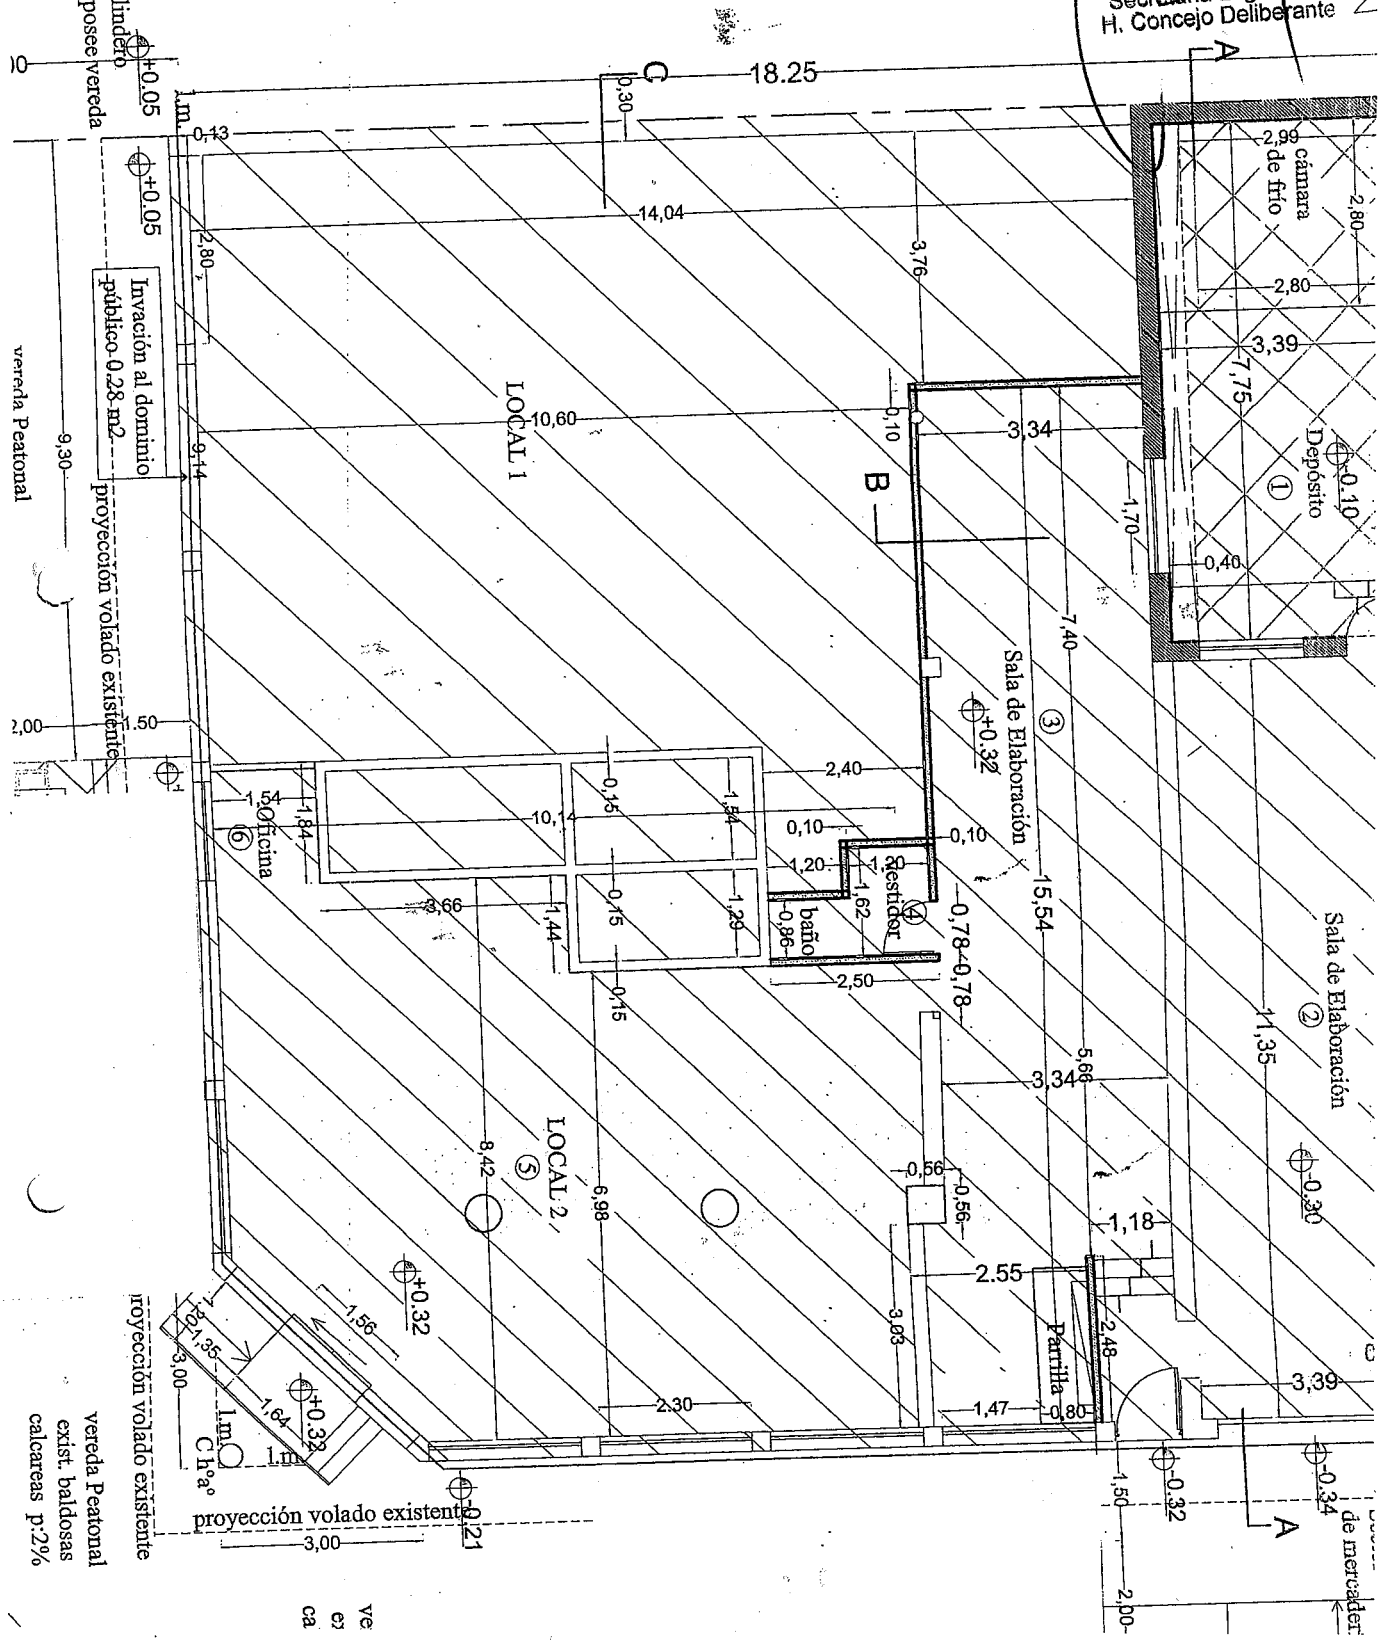 H. Concejo Deliberante
A
C
18.25
0,30
lindero
posee vereda
+0.05
l.m.
0,13
+0.05
2,80
14,04
3,76
2,99
cámara
de frío
2,80
2,80
3,39
7,75
-0.10
Depósito
1
0,40
1,70
Invación al dominio
público 0.28 m2
9,14
9,30
vereda Peatonal
proyección volado existente
2,00
1.50
LOCAL 1
10,60
0,10
3,34
B
7,40
Sala de Elaboración
3
+0.32
15,54
2,40
0,10
0,10
1,20
1,20
vestidor
4
1,62
baño
0,86
2,50
0,78
0,78
1,54
1,84
Oficina
6
10,14
0,15
1,54
0,15
1,29
0,15
3,66
1,44
Sala de Elaboración
2
11,35
-0.30
5,66
3,34
LOCAL 2
5
8,42
6,98
0,56
0,56
1,18
2.55
3,03
Parrilla
2,48
1,47
0,80
2.30
3,39
+0.32
1,56
1,35
1,64
+0.32
3,00
l.m
l.m
C hºaº
-0,21
proyección volado existente
3,00
royección volado existente
vereda Peatonal
exist. baldosas
calcareas p:2%
-0.32
-0.34
A
1,50
2,00
de mercader
ve
ca